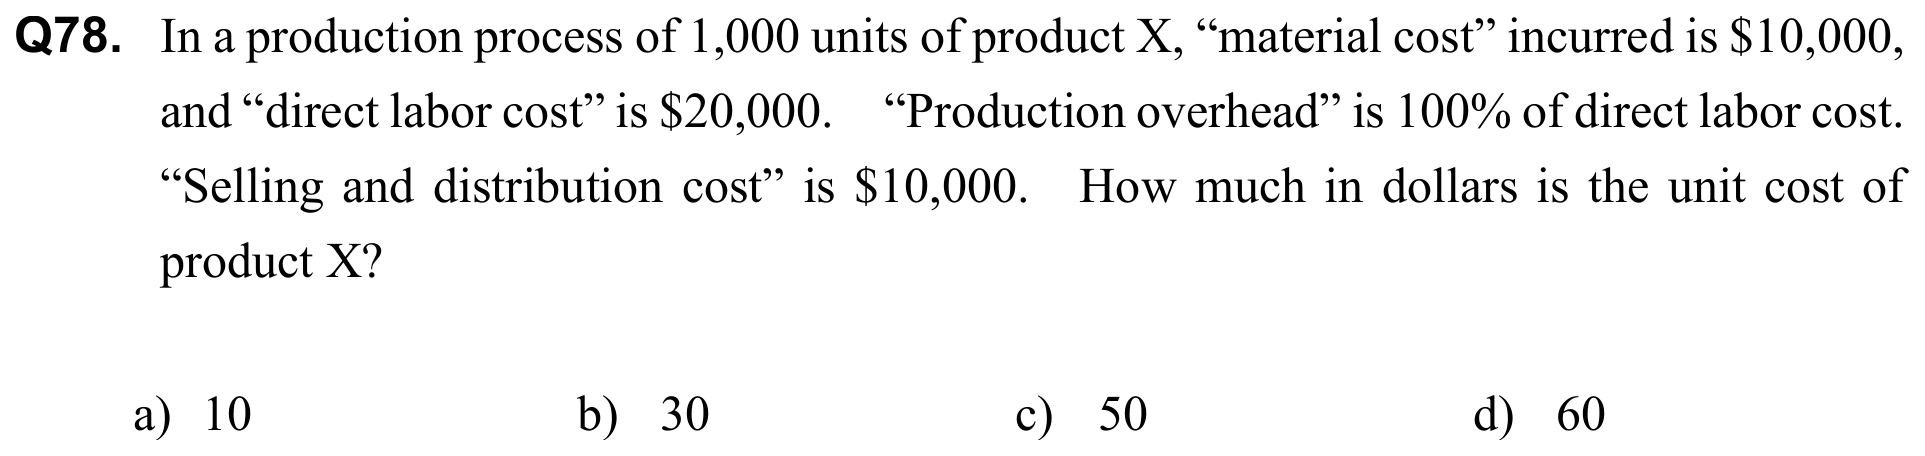 Q78. In a production process of 1,000 units of product X, “material cost” incurred is $10,000,
and “direct labor cost” is $20,000. “Production overhead” is 100% of direct labor cost.
“Selling and distribution cost” is $10,000. How much in dollars is the unit cost of
product X?
a) 10 b) 30 c) 50 d) 60